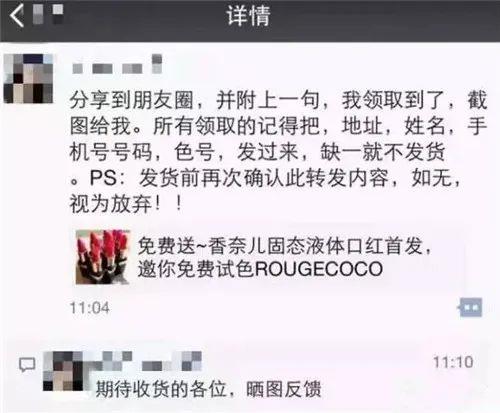 详情
分享到朋友圈，并附上一句，我领取到了，截
图给我。所有领取的记得把，地址，姓名，手
机号号码，色号，发过来，缺一就不发货
。PS：发货前再次确认此转发内容，如无，
视为放弃！！
免费送~香奈儿固态液体口红首发，
邀你免费试色ROUGECOCO
11:04
11:10
期待收货的各位，晒图反馈